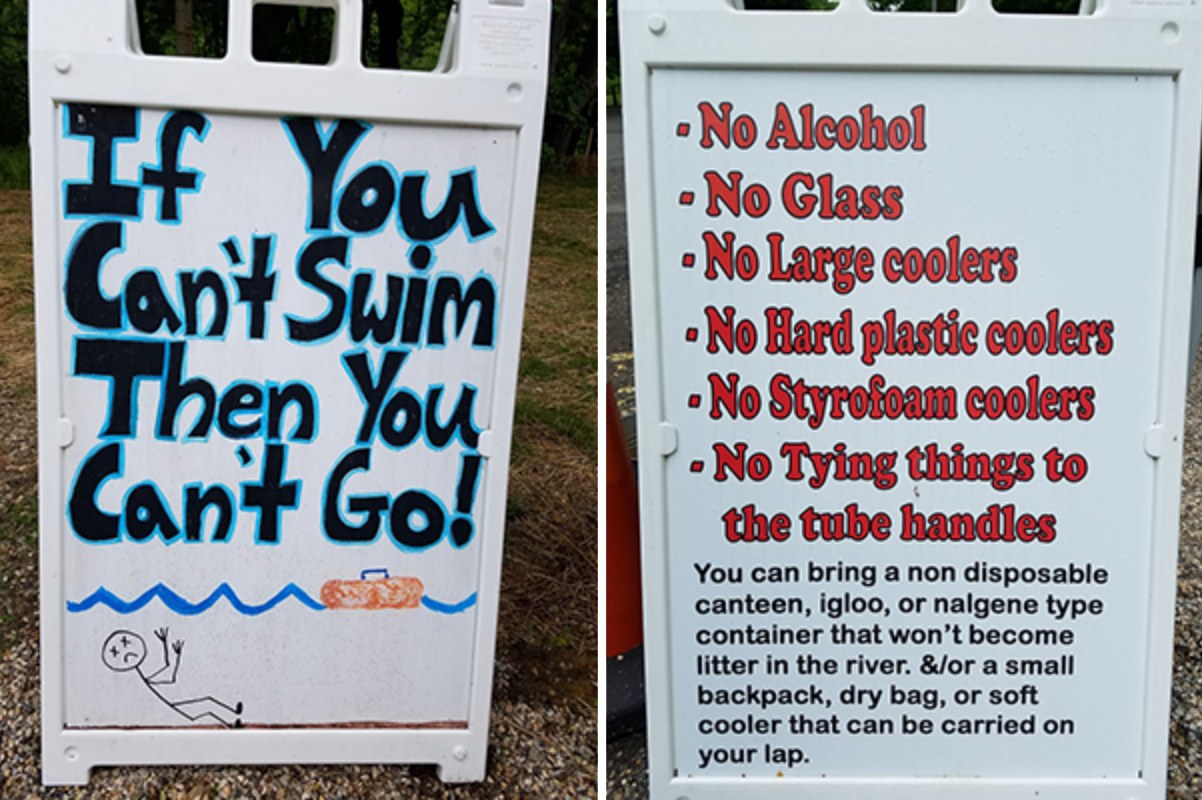 If You
Can't Swim
Then You
Can't Go!
- No Alcohol
- No Glass
- No Large coolers
- No Hard plastic coolers
- No Styrofoam coolers
- No Tying things to
the tube handles
You can bring a non disposable
canteen, igloo, or nalgene type
container that won't become
litter in the river. &/or a small
backpack, dry bag, or soft
cooler that can be carried on
your lap.